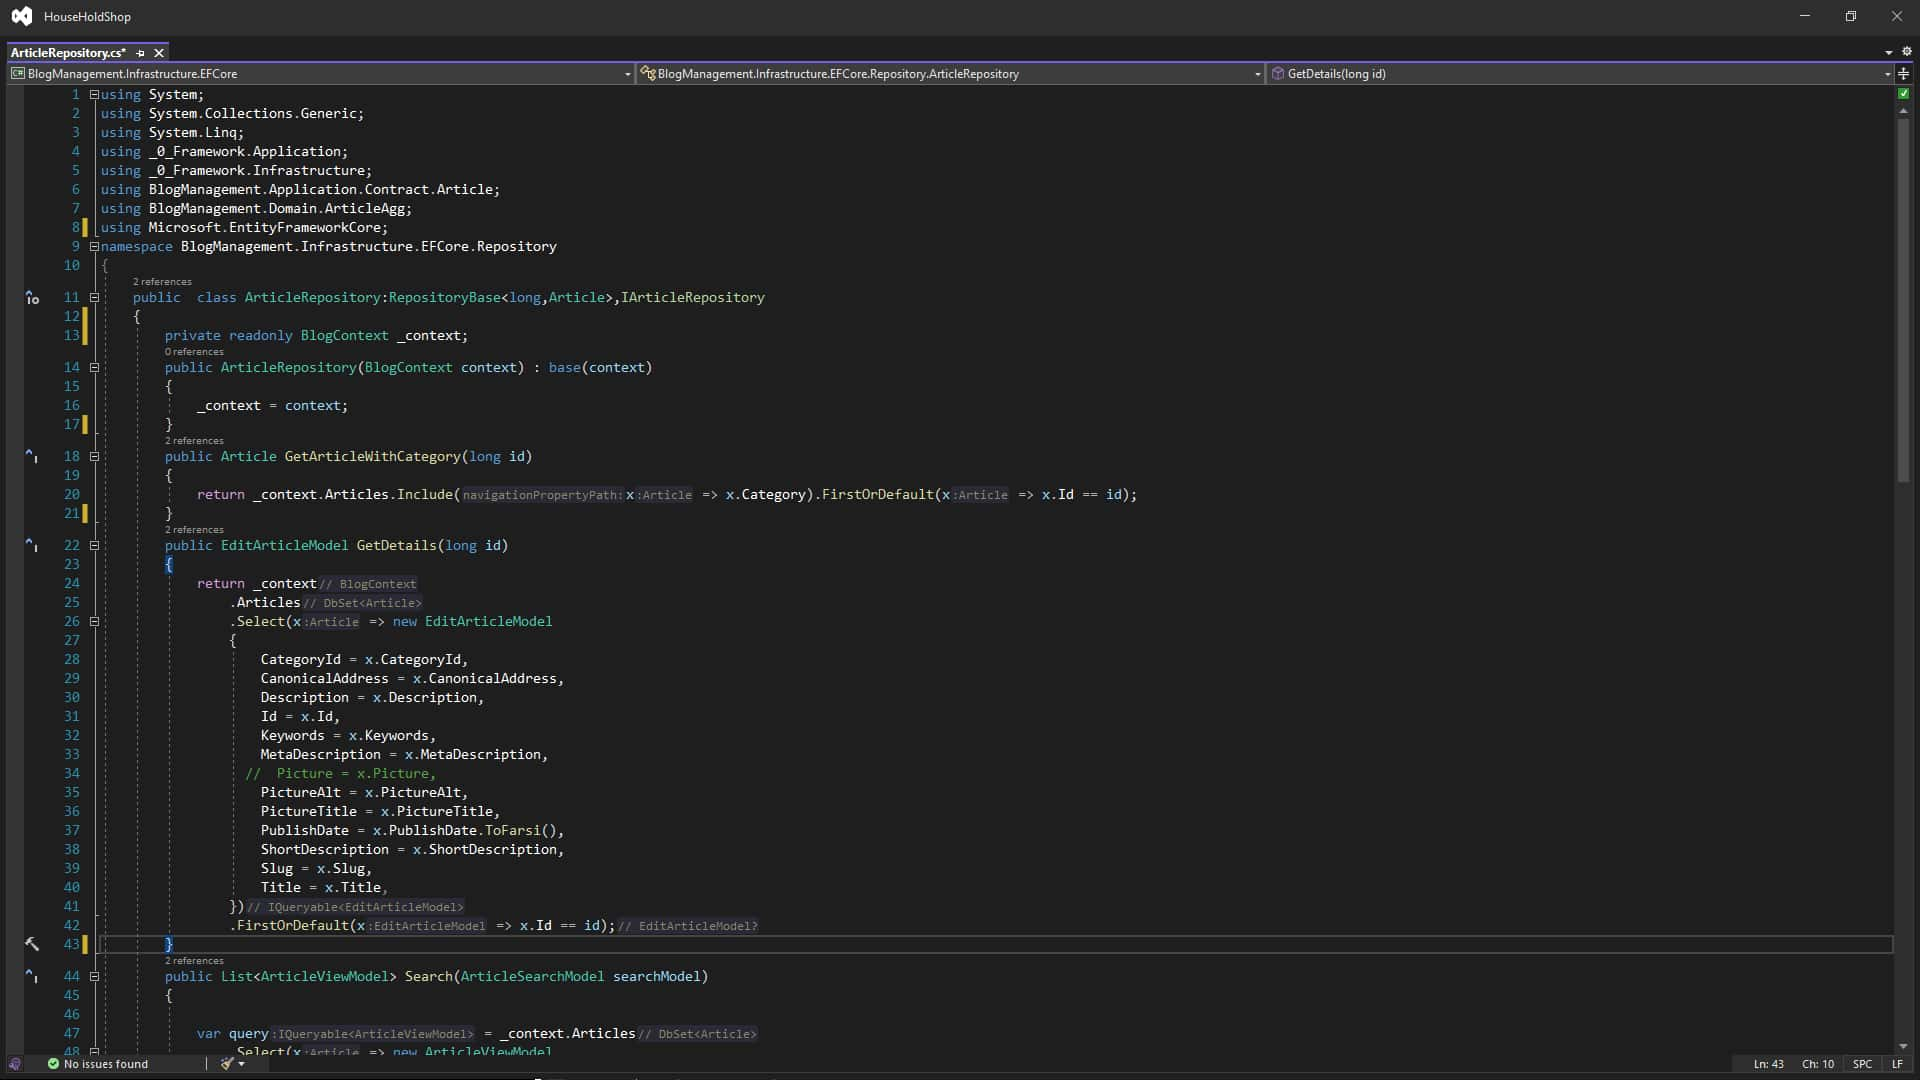 HouseHoldShop
ArticleRepository.cs*
BlogManagement.Infrastructure.EFCore BlogManagement.Infrastructure.EFCore.Repository.ArticleRepository GetDetails(long id)
1 using System;
2 using System.Collections.Generic;
3 using System.Linq;
4 using _0_Framework.Application;
5 using _0_Framework.Infrastructure;
6 using BlogManagement.Application.Contract.Article;
7 using BlogManagement.Domain.ArticleAgg;
8 using Microsoft.EntityFrameworkCore;
9 namespace BlogManagement.Infrastructure.EFCore.Repository
10 {
2 references
11 public  class ArticleRepository:RepositoryBase<long,Article>,IArticleRepository
12 {
13 private readonly BlogContext _context;
0 references
14 public ArticleRepository(BlogContext context) : base(context)
15 {
16 _context = context;
17 }
2 references
18 public Article GetArticleWithCategory(long id)
19 {
20 return _context.Articles.Include(navigationPropertyPath:x:Article => x.Category).FirstOrDefault(x:Article => x.Id == id);
21 }
2 references
22 public EditArticleModel GetDetails(long id)
23 {
24 return _context // BlogContext
25 .Articles // DbSet<Article>
26 .Select(x:Article => new EditArticleModel
27 {
28 CategoryId = x.CategoryId,
29 CanonicalAddress = x.CanonicalAddress,
30 Description = x.Description,
31 Id = x.Id,
32 Keywords = x.Keywords,
33 MetaDescription = x.MetaDescription,
34 //  Picture = x.Picture,
35 PictureAlt = x.PictureAlt,
36 PictureTitle = x.PictureTitle,
37 PublishDate = x.PublishDate.ToFarsi(),
38 ShortDescription = x.ShortDescription,
39 Slug = x.Slug,
40 Title = x.Title,
41 }) // IQueryable<EditArticleModel>
42 .FirstOrDefault(x:EditArticleModel => x.Id == id); // EditArticleModel?
43 }
2 references
44 public List<ArticleViewModel> Search(ArticleSearchModel searchModel)
45 {
46
47 var query:IQueryable<ArticleViewModel> = _context.Articles // DbSet<Article>
48 .Select(x:Article => new ArticleViewModel
No issues found Ln: 43 Ch: 10 SPC LF